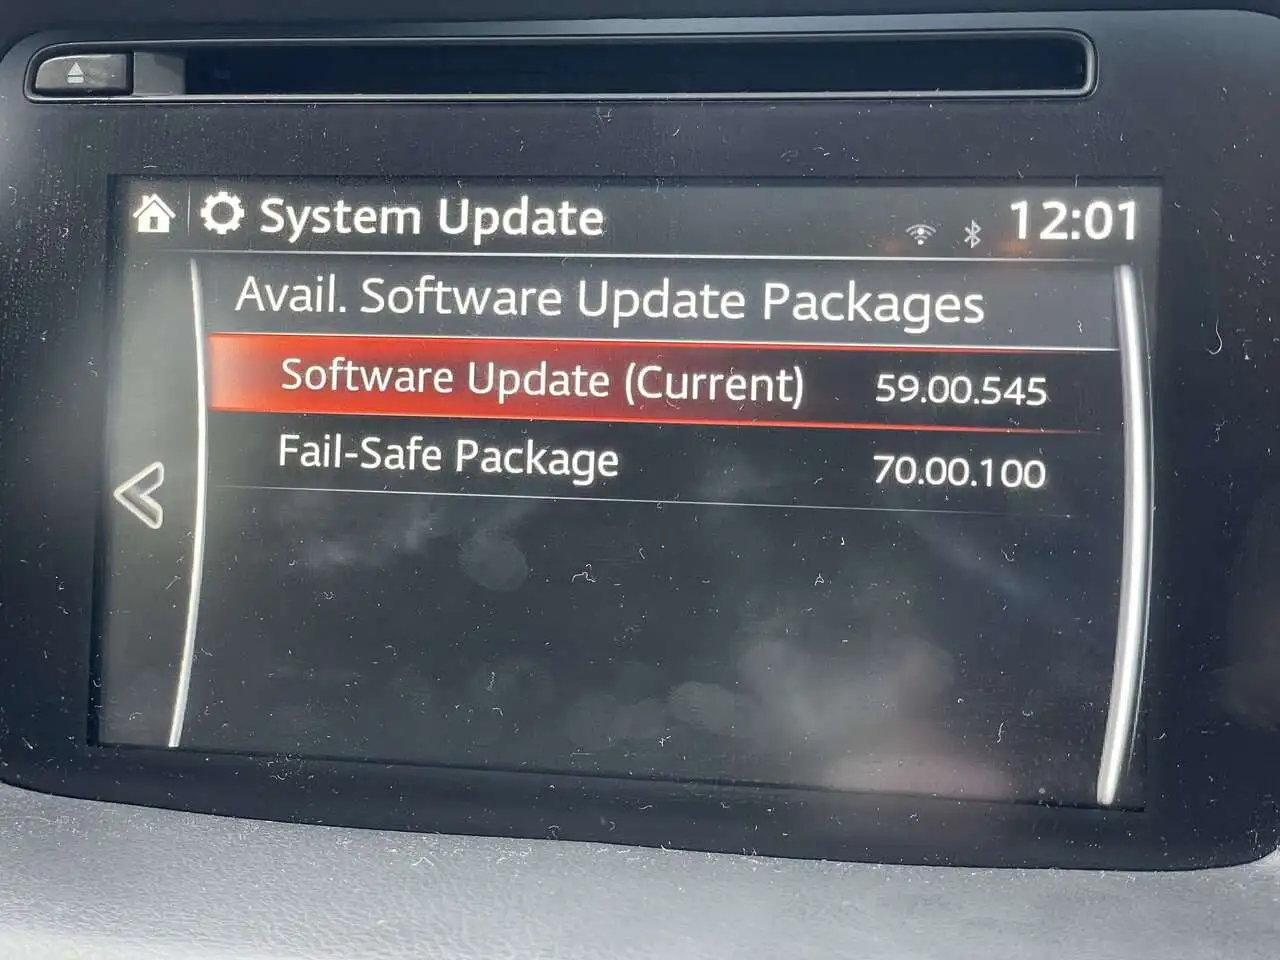 System Update 12:01
Avail. Software Update Packages
Software Update (Current) 59.00.545
Fail-Safe Package 70.00.100